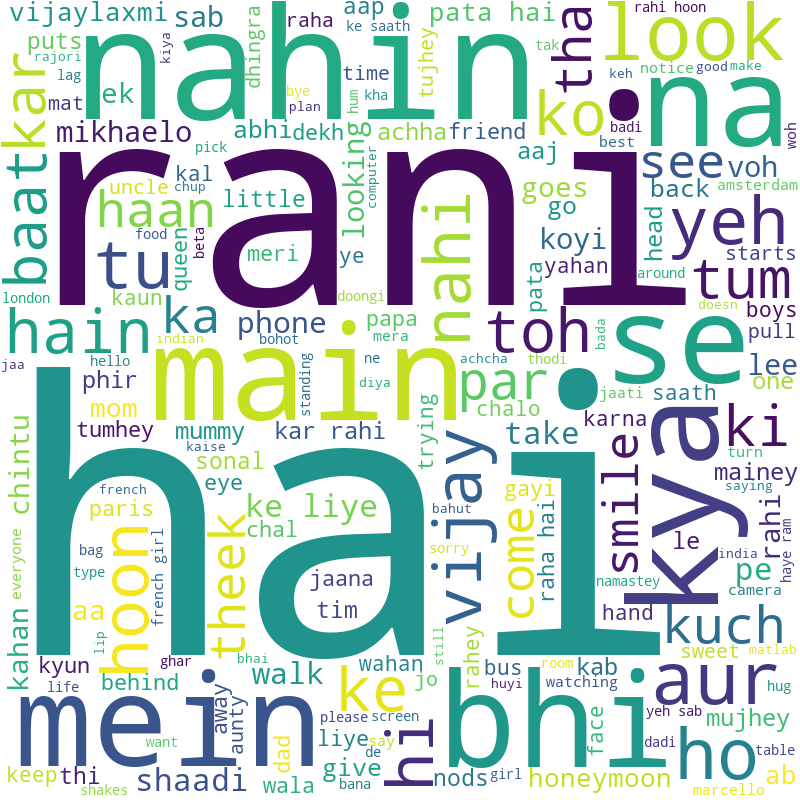 vijaylaxmi
sab
nahin
raha
aap
ke saath
pata hai
tha
look
rahi hoon
puts
rajori
kar
ek
kiya
dhingra
time
tujhey
tak
keh
notice
good
make
na
lag
mat
bye
plan
hum
kha
ko
badi
woh
baat
mikhaelo
abhi
dekh
achha
friend
best
rani
pick
looking
computer
aaj
see
voh
kal
uncle
chup
little
goes
back
amsterdam
haan
food
beta
queen
tu
meri
ye
nahi
go
koyi
yahan
head
yeh
starts
london
kaun
doongi
pata
around
tum
hain
ka
phone
papa
mera
toh
se
doesn
boys
pull
indian
bohot
jaa
hello
phir
main
standing
ne
diya
achcha
thodi
bada
par
lee
one
mom
chalo
jaati
saath
tumhey
mummy
kar rahi
trying
take
karna
kya
ki
chintu
kaise
sonal
vijay
smile
turn
mainey
saying
french
paris
eye
ke liye
bahut
gayi
come
hai
hoon
theek
chal
raha hai
le
rahi
haye ram
bag
french girl
sorry
india
everyone
type
jaana
namastey
pe
camera
kahan
aa
tim
hand
kuch
lip
still
sweet
matlab
kyun
ghar
bhai
walk
wahan
rahey
bus
kab
room
life
behind
jo
huyi
watching
aur
hug
mein
away
aunty
please
screen
ke
bhi
face
yeh sab
mujhey
keep
thi
want
dad
liye
say
hi
nods
girl
ho
dadi
table
shakes
shaadi
wala
give
de
bana
honeymoon
marcello
ab